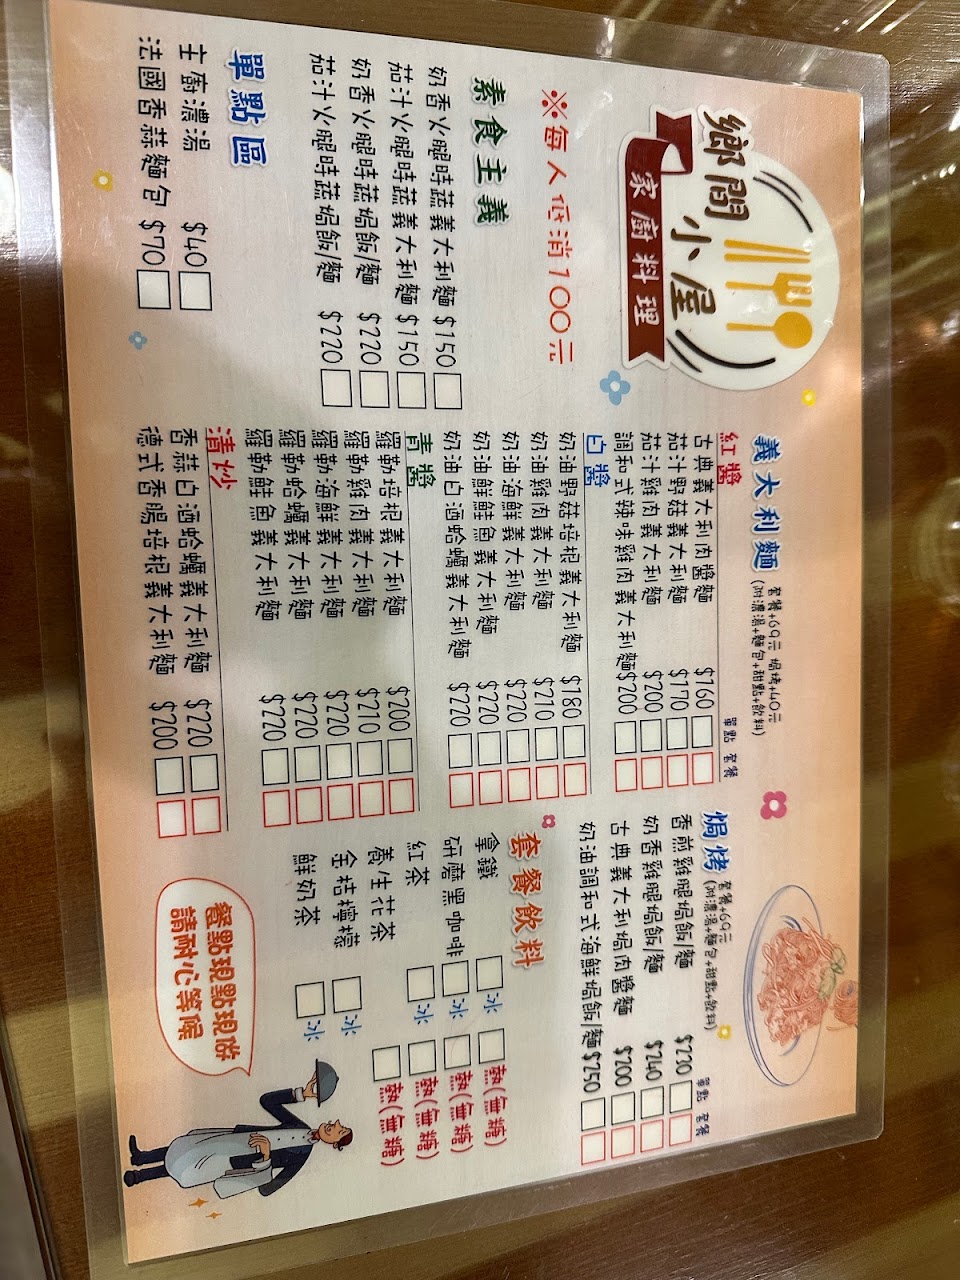 鄉間
小屋
家廚料理
※每人低消100元
素食主義
奶香火腿時蔬義大利麵 $150
茄汁火腿時蔬義大利麵 $150
奶香火腿時蔬焗飯/麵 $220
茄汁火腿時蔬焗飯/麵 $220
單點區
主廚濃湯 $40
法國香蒜麵包 $70
義大利麵 套餐+69元 焗烤+40元
(附濃湯+麵包+甜點+飲料)
紅醬 單點 套餐
古典義大利肉醬麵 $160
茄汁野菇義大利麵 $170
茄汁雞肉義大利麵 $200
調和式辣味雞肉義大利麵 $200
白醬
奶油野菇培根義大利麵 $180
奶油雞肉義大利麵 $210
奶油海鮮義大利麵 $220
奶油鮮鮭魚義大利麵 $220
奶油白酒蛤蠣義大利麵 $220
青醬
羅勒培根義大利麵 $200
羅勒雞肉義大利麵 $210
羅勒海鮮義大利麵 $220
羅勒蛤蠣義大利麵 $220
羅勒鮭魚義大利麵 $220
清炒
香蒜白酒蛤蠣義大利麵 $220
德式香腸培根義大利麵 $200
焗烤 套餐+69元
(附濃湯+麵包+甜點+飲料)
單點 套餐
香煎雞腿焗飯/麵 $230
奶香雞腿焗飯/麵 $240
古典義大利焗肉醬麵 $200
奶油調和式海鮮焗飯/麵 $250
套餐飲料
拿鐵 冰 熱(無糖)
研磨黑咖啡 冰 熱(無糖)
紅茶 冰 熱(無糖)
養生花茶 熱(無糖)
金桔檸檬 冰
鮮奶茶 冰
餐點現點現做
請耐心等候